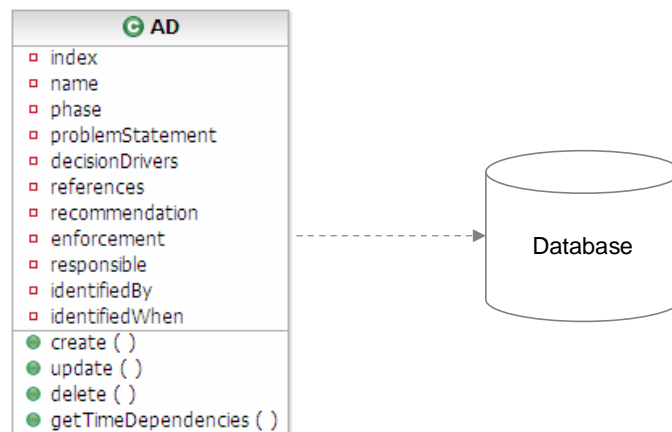 C AD
index
name
phase
problemStatement
decisionDrivers
references
recommendation
enforcement
responsible
identifiedBy
identifiedWhen
create ( )
update ( )
delete ( )
getTimeDependencies ( )
Database